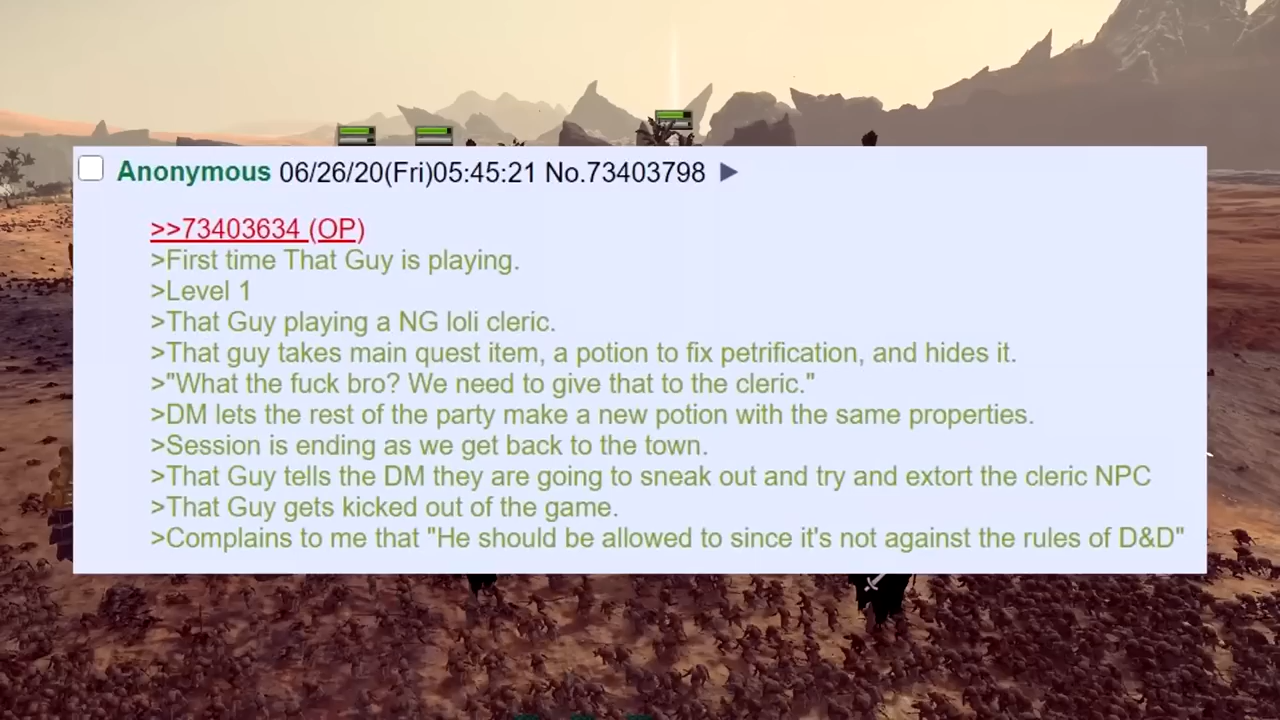 Anonymous 06/26/20(Fri)05:45:21 No.73403798 ▶
>>73403634 (OP)
>First time That Guy is playing.
>Level 1
>That Guy playing a NG loli cleric.
>That guy takes main quest item, a potion to fix petrification, and hides it.
>"What the fuck bro? We need to give that to the cleric."
>DM lets the rest of the party make a new potion with the same properties.
>Session is ending as we get back to the town.
>That Guy tells the DM they are going to sneak out and try and extort the cleric NPC
>That Guy gets kicked out of the game.
>Complains to me that "He should be allowed to since it's not against the rules of D&D"